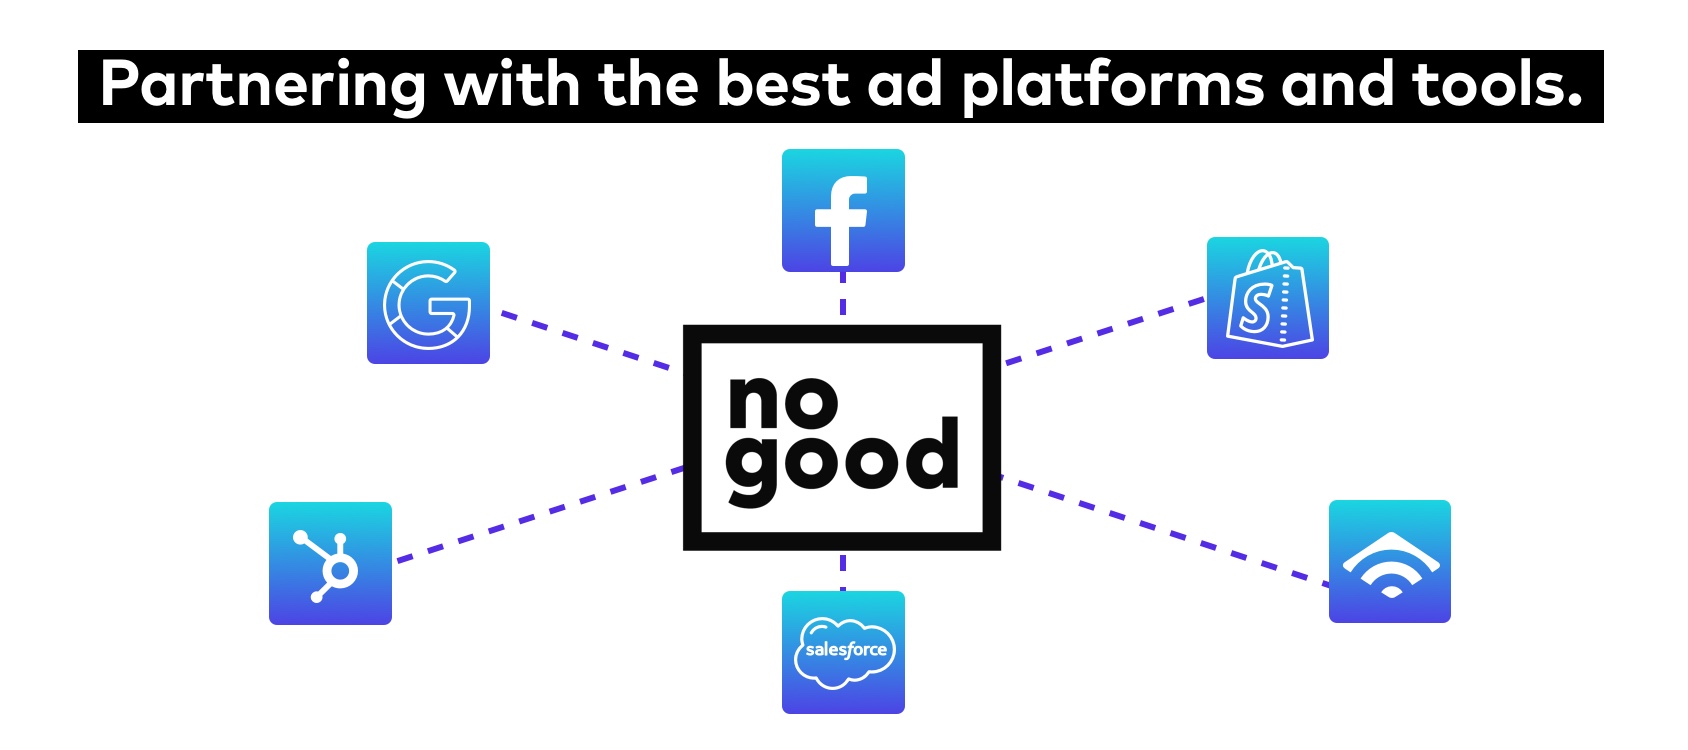 Partnering with the best ad platforms and tools.
f
G
S
no
good
salesforce